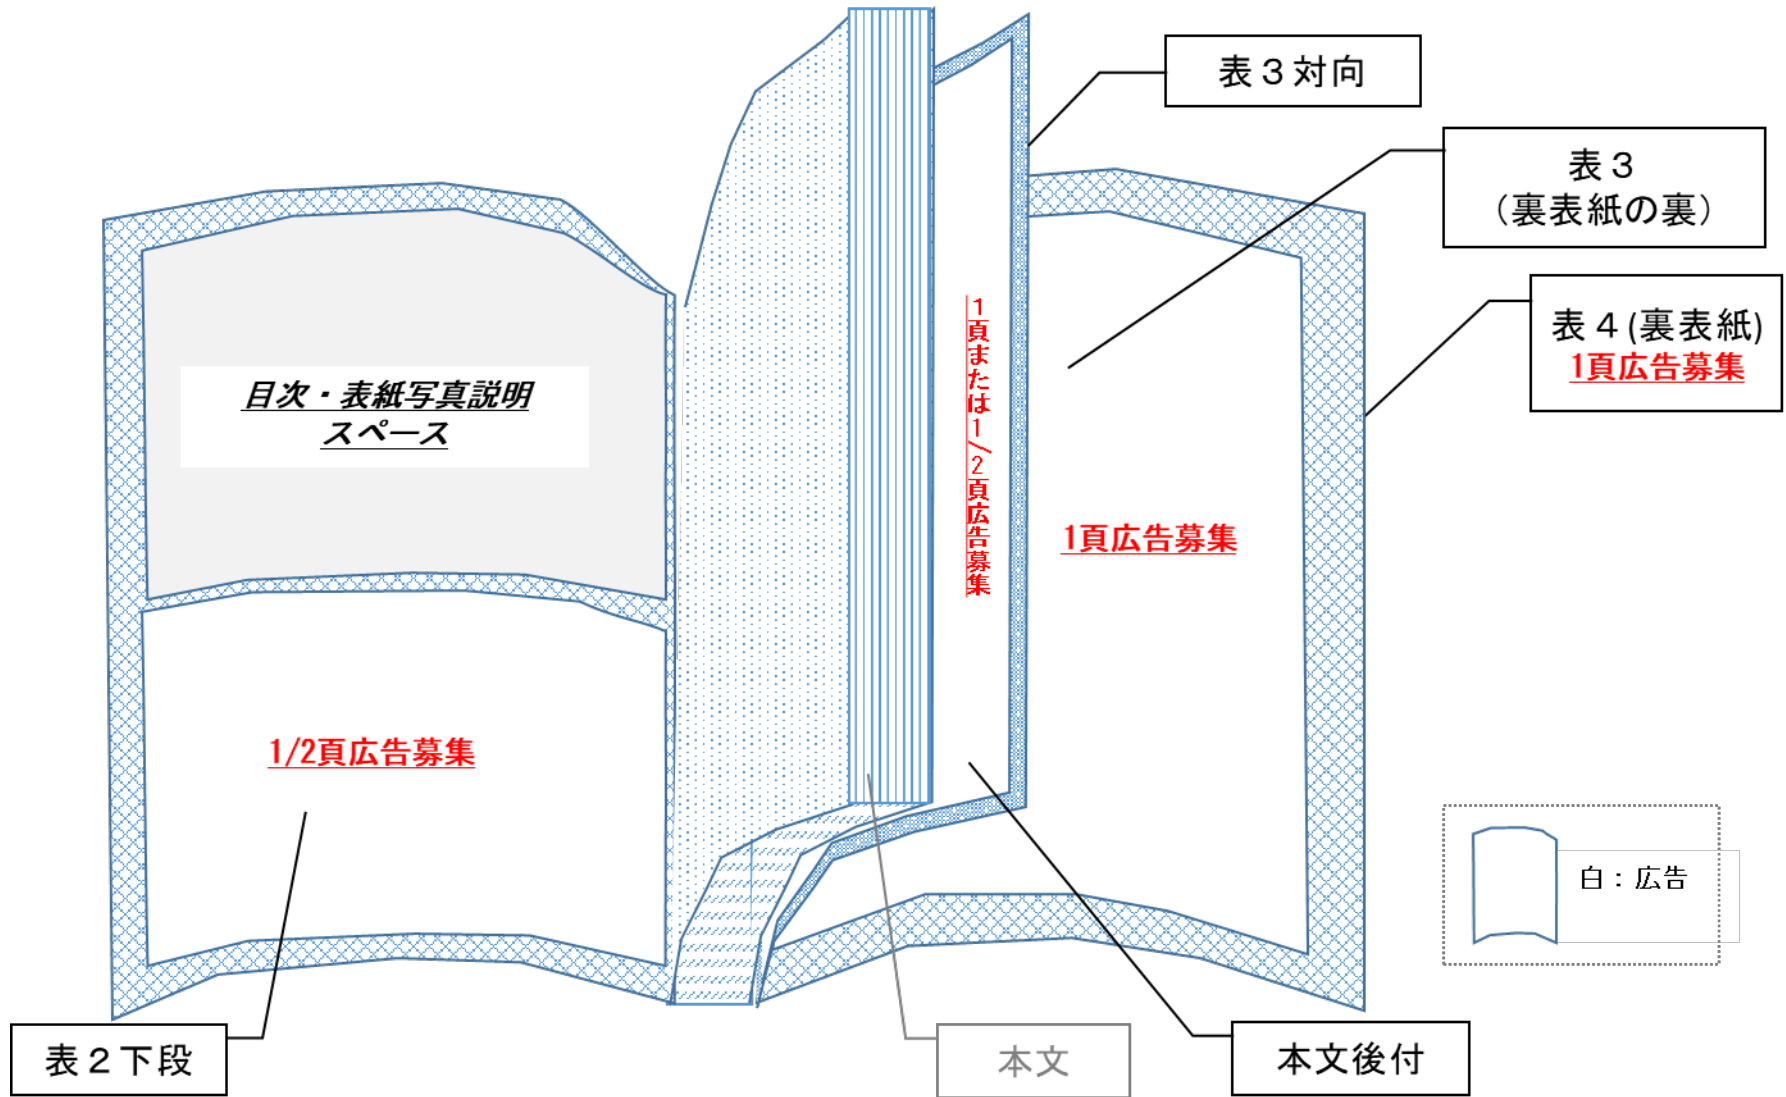 表３対向
表３
（裏表紙の裏）
表４(裏表紙)
1頁広告募集
目次・表紙写真説明
スペース
1頁または1/2頁広告募集
1頁広告募集
1/2頁広告募集
白：広告
表２下段
本文
本文後付